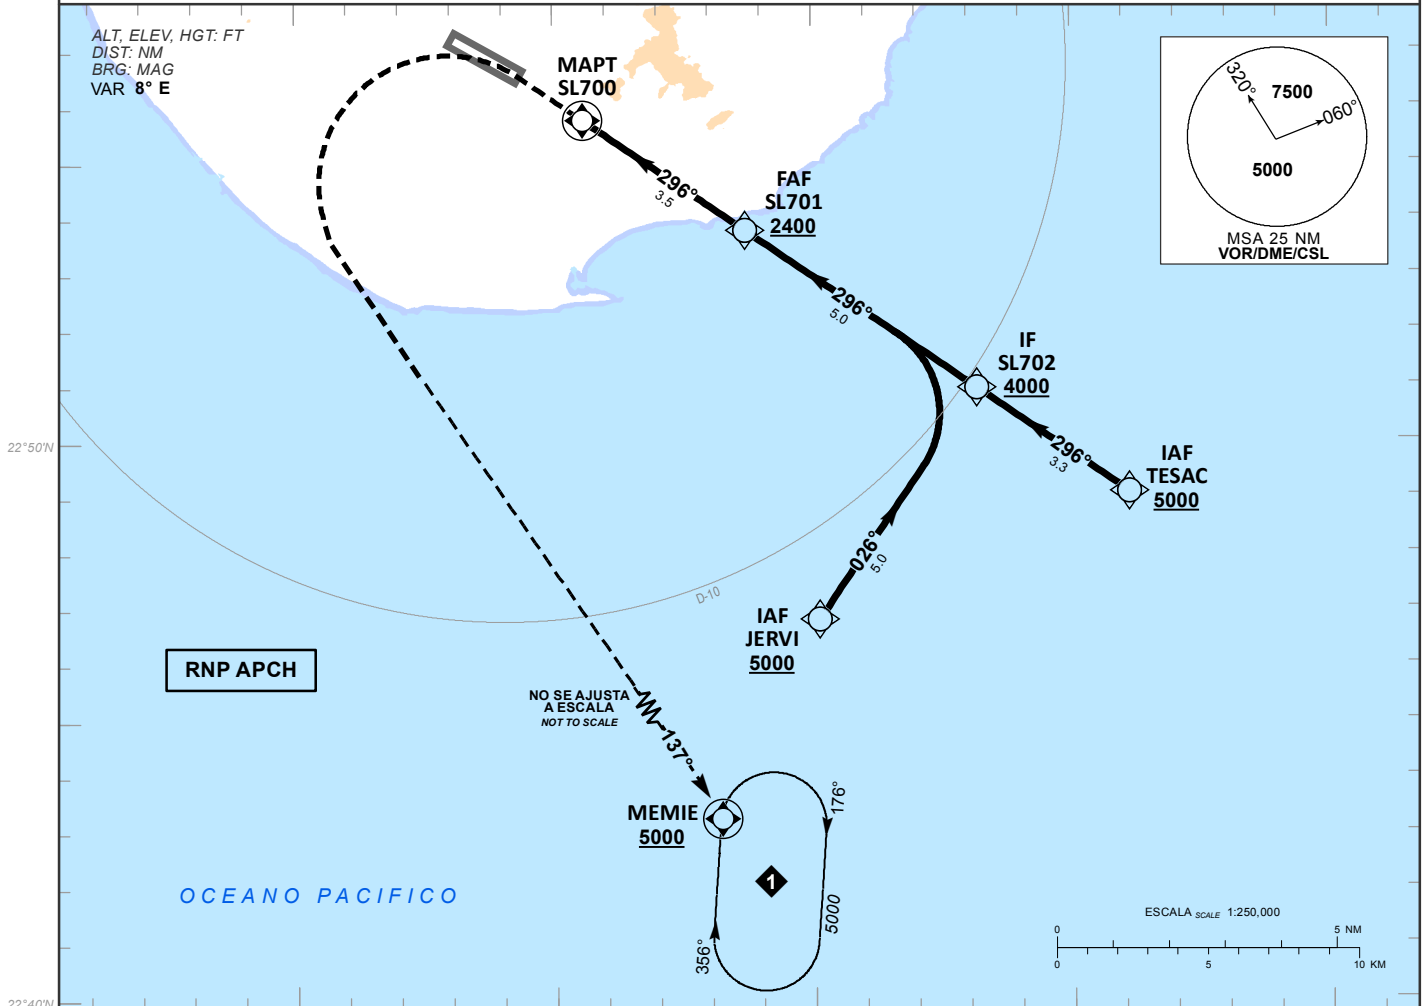 ALT, ELEV, HGT: FT
DIST: NM
BRG: MAG
VAR 8° E
MAPT
SL700
320°
7500
060°
5000
MSA 25 NM
VOR/DME/CSL
296°
3.5
FAF
SL701
2400
296°
5.0
IF
SL702
4000
296°
3.3
IAF
TESAC
5000
22°50'N
026°
5.0
D-10
IAF
JERVI
5000
RNP APCH
NO SE AJUSTA
A ESCALA
NOT TO SCALE
137°
MEMIE
5000
176°
1
5000
356°
OCEANO PACIFICO
ESCALA SCALE 1:250,000
0 5 NM
0 5 10 KM
22°40'N